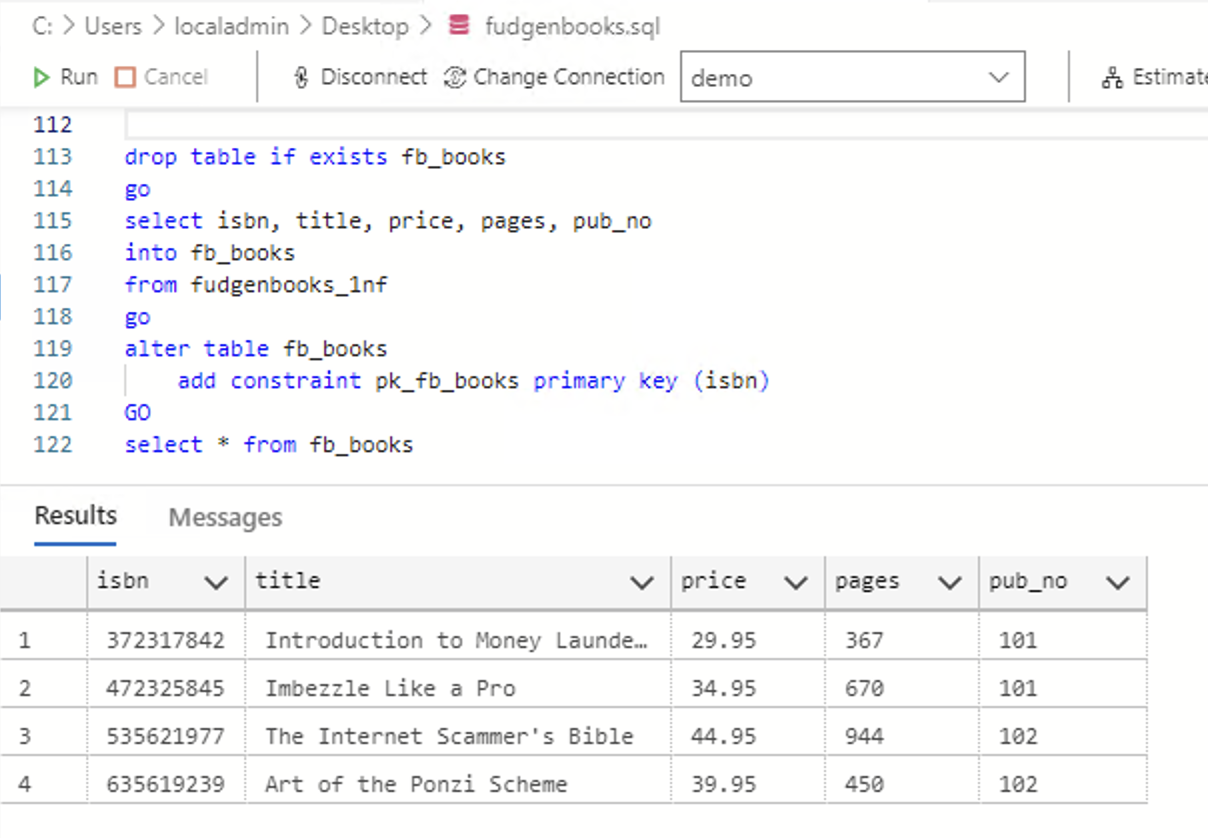 C: > Users > localadmin > Desktop > fudgenbooks.sql
Run Cancel Disconnect Change Connection demo Estimate
112
113 drop table if exists fb_books
114 go
115 select isbn, title, price, pages, pub_no
116 into fb_books
117 from fudgenbooks_1nf
118 go
119 alter table fb_books
120     add constraint pk_fb_books primary key (isbn)
121 GO
122 select * from fb_books
Results Messages
isbn title price pages pub_no
1 372317842 Introduction to Money Launde… 29.95 367 101
2 472325845 Imbezzle Like a Pro 34.95 670 101
3 535621977 The Internet Scammer's Bible 44.95 944 102
4 635619239 Art of the Ponzi Scheme 39.95 450 102